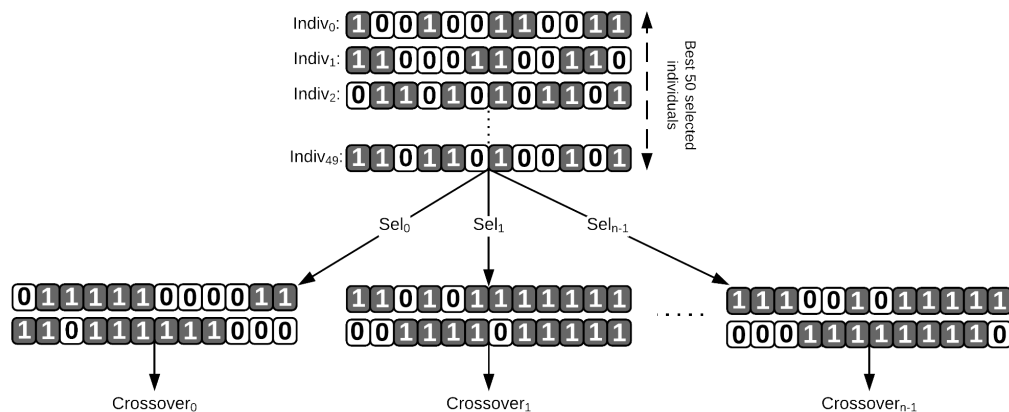 Indiv₀: 1 0 0 1 0 0 1 1 0 0 1 1
Indiv₁: 1 1 0 0 0 1 1 0 0 1 1 0
Indiv₂: 0 1 1 0 1 0 1 0 1 1 0 1
Indiv₄₉: 1 1 0 1 1 0 1 0 0 1 0 1
Best 50 selected
individuals
Sel₀
Sel₁
Selₙ₋₁
0 1 1 1 1 1 0 0 0 0 1 1
1 1 0 1 1 1 1 1 1 0 0 0
1 1 0 1 0 1 1 1 1 1 1 1
0 0 1 1 1 1 0 1 1 1 1 1
1 1 1 0 0 1 0 1 1 1 1 1
0 0 0 1 1 1 1 1 1 1 1 0
Crossover₀
Crossover₁
Crossoverₙ₋₁